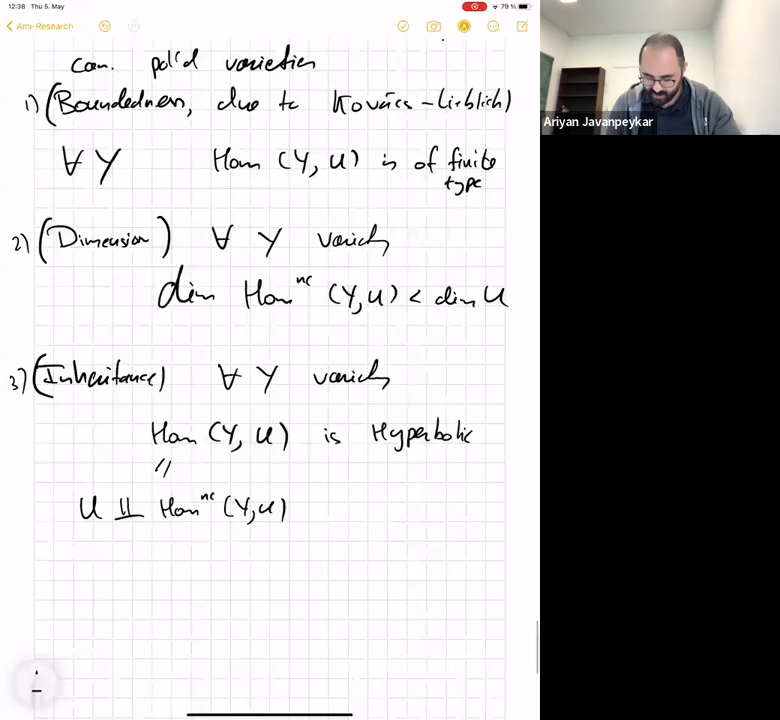 12:38 Thu 5. May
79 %
Ami-Research
can. pol'd varieties
1) (Boundedness, due to Kovács-Lieblich)
∀ Y Hom (Y, U) is of finite
type
2) (Dimension) ∀ Y variety
dim Hom^nc (Y, U) < dim U
3) (Inheritance) ∀ Y variety
Hom (Y, U) is Hyperbolic
=
U ⨿ Hom^nc (Y, U)
Ariyan Javanpeykar